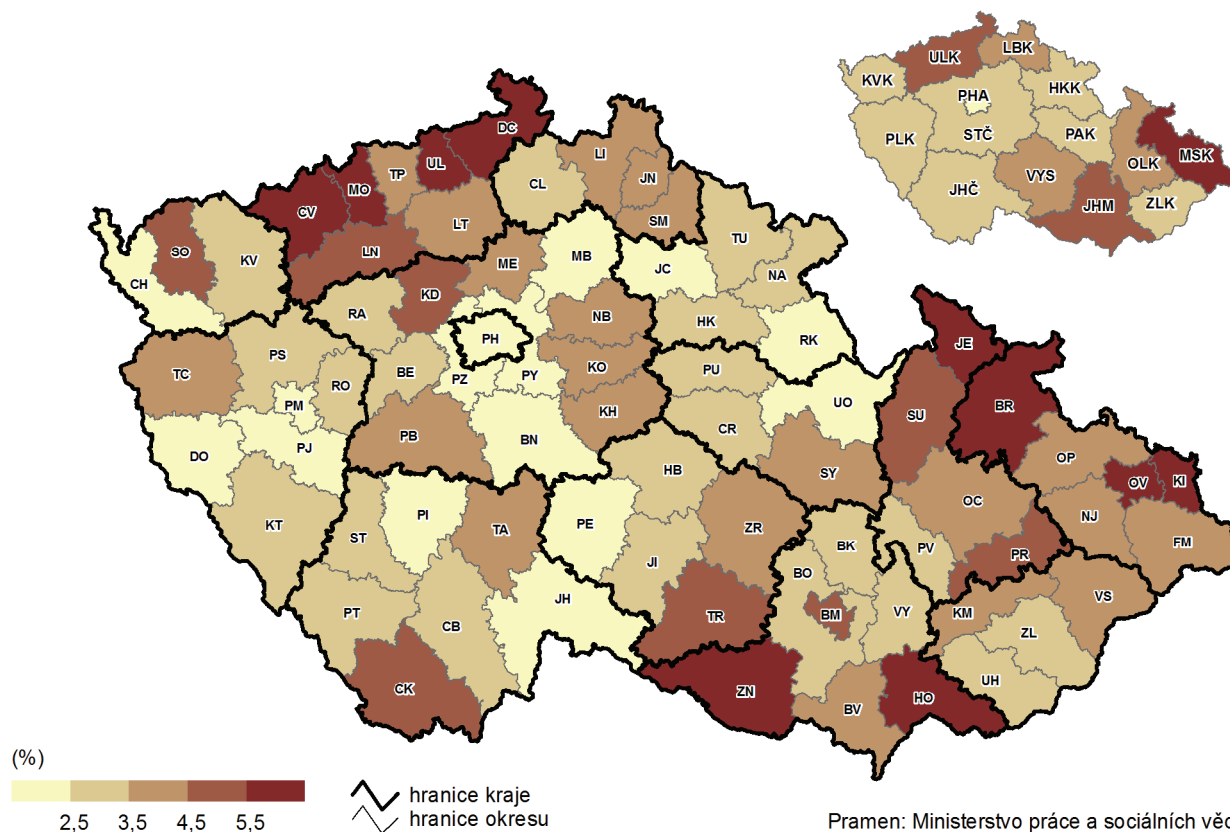 ULK
LBK
KVK
HKK
PHA
PLK
STČ
PAK
MSK
OLK
VYS
JHČ
JHM
ZLK
DC
UL
LI
JN
MO
TP
CL
CV
LT
SM
TU
SO
LN
KV
MB
JC
NA
CH
ME
KD
RA
NB
HK
PH
RK
JE
TC
PS
BE
KO
PU
RO
PZ
PY
PM
KH
UO
SU
BR
DO
PJ
PB
BN
CR
OP
HB
SY
OV
KI
KT
ST
PI
TA
PE
ZR
OC
NJ
FM
JI
BK
PV
PR
BO
PT
CB
JH
TR
BM
VY
KM
VS
ZL
CK
ZN
BV
HO
UH
(%)
2,5 3,5 4,5 5,5
hranice kraje
hranice okresu
Pramen: Ministerstvo práce a sociálních věc